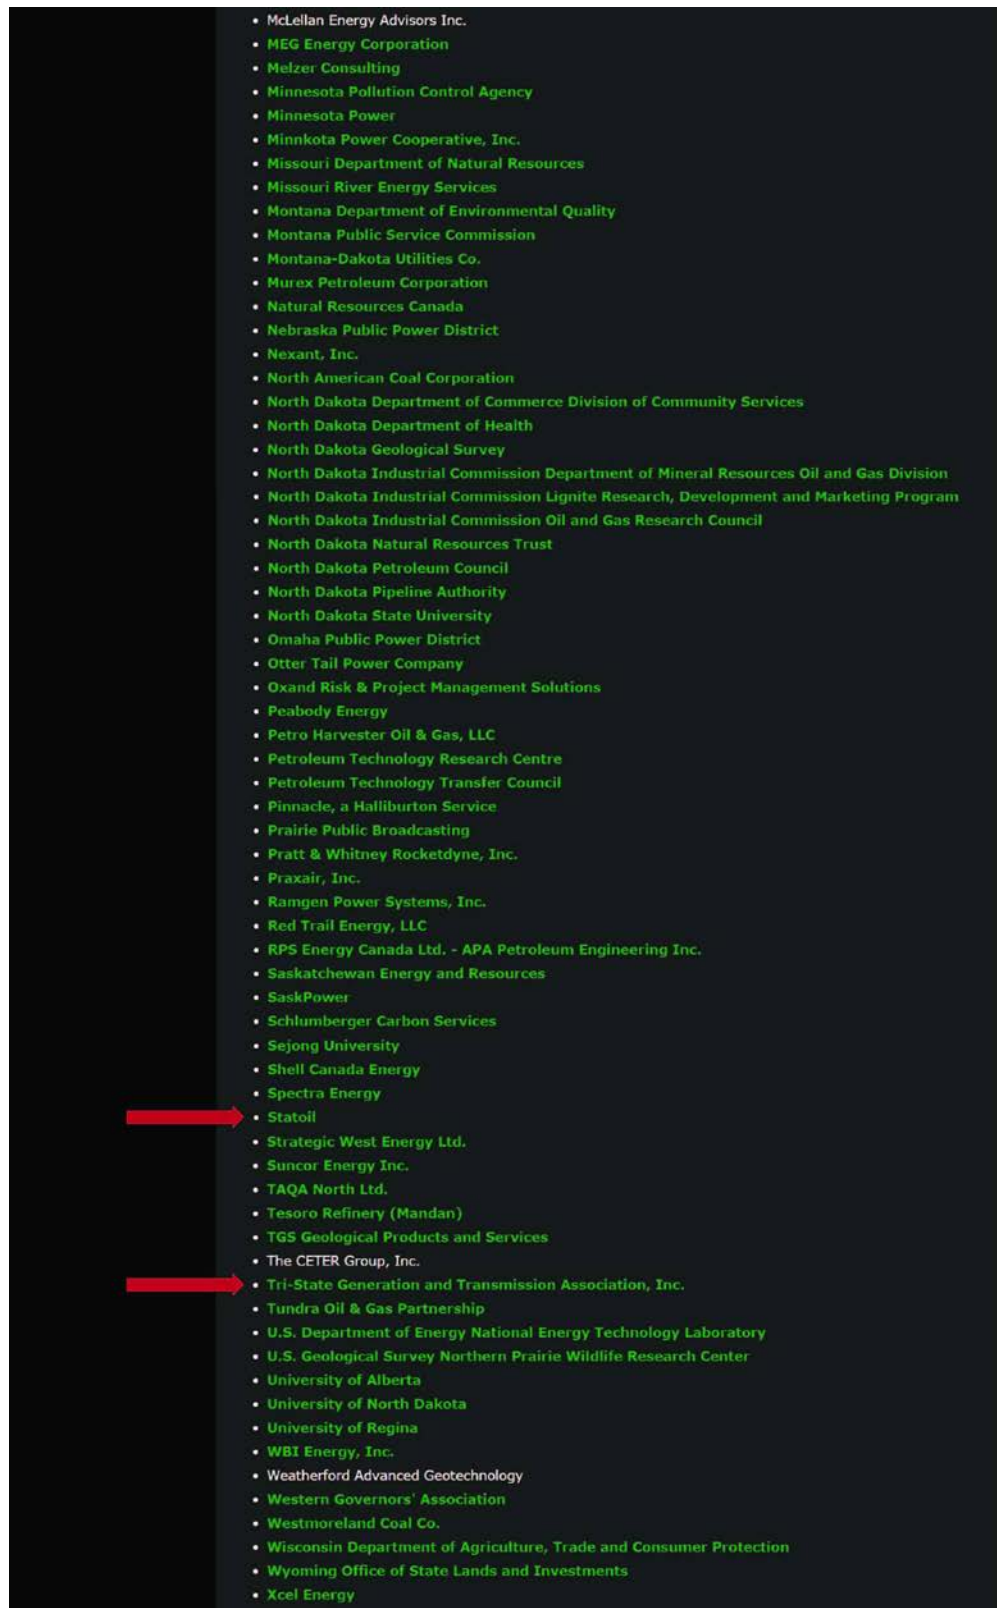 • McLellan Energy Advisors Inc.
• MEG Energy Corporation
• Melzer Consulting
• Minnesota Pollution Control Agency
• Minnesota Power
• Minnkota Power Cooperative, Inc.
• Missouri Department of Natural Resources
• Missouri River Energy Services
• Montana Department of Environmental Quality
• Montana Public Service Commission
• Montana-Dakota Utilities Co.
• Murex Petroleum Corporation
• Natural Resources Canada
• Nebraska Public Power District
• Nexant, Inc.
• North American Coal Corporation
• North Dakota Department of Commerce Division of Community Services
• North Dakota Department of Health
• North Dakota Geological Survey
• North Dakota Industrial Commission Department of Mineral Resources Oil and Gas Division
• North Dakota Industrial Commission Lignite Research, Development and Marketing Program
• North Dakota Industrial Commission Oil and Gas Research Council
• North Dakota Natural Resources Trust
• North Dakota Petroleum Council
• North Dakota Pipeline Authority
• North Dakota State University
• Omaha Public Power District
• Otter Tail Power Company
• Oxand Risk & Project Management Solutions
• Peabody Energy
• Petro Harvester Oil & Gas, LLC
• Petroleum Technology Research Centre
• Petroleum Technology Transfer Council
• Pinnacle, a Halliburton Service
• Prairie Public Broadcasting
• Pratt & Whitney Rocketdyne, Inc.
• Praxair, Inc.
• Ramgen Power Systems, Inc.
• Red Trail Energy, LLC
• RPS Energy Canada Ltd. - APA Petroleum Engineering Inc.
• Saskatchewan Energy and Resources
• SaskPower
• Schlumberger Carbon Services
• Sejong University
• Shell Canada Energy
• Spectra Energy
• Statoil
• Strategic West Energy Ltd.
• Suncor Energy Inc.
• TAQA North Ltd.
• Tesoro Refinery (Mandan)
• TGS Geological Products and Services
• The CETER Group, Inc.
• Tri-State Generation and Transmission Association, Inc.
• Tundra Oil & Gas Partnership
• U.S. Department of Energy National Energy Technology Laboratory
• U.S. Geological Survey Northern Prairie Wildlife Research Center
• University of Alberta
• University of North Dakota
• University of Regina
• WBI Energy, Inc.
• Weatherford Advanced Geotechnology
• Western Governors' Association
• Westmoreland Coal Co.
• Wisconsin Department of Agriculture, Trade and Consumer Protection
• Wyoming Office of State Lands and Investments
• Xcel Energy